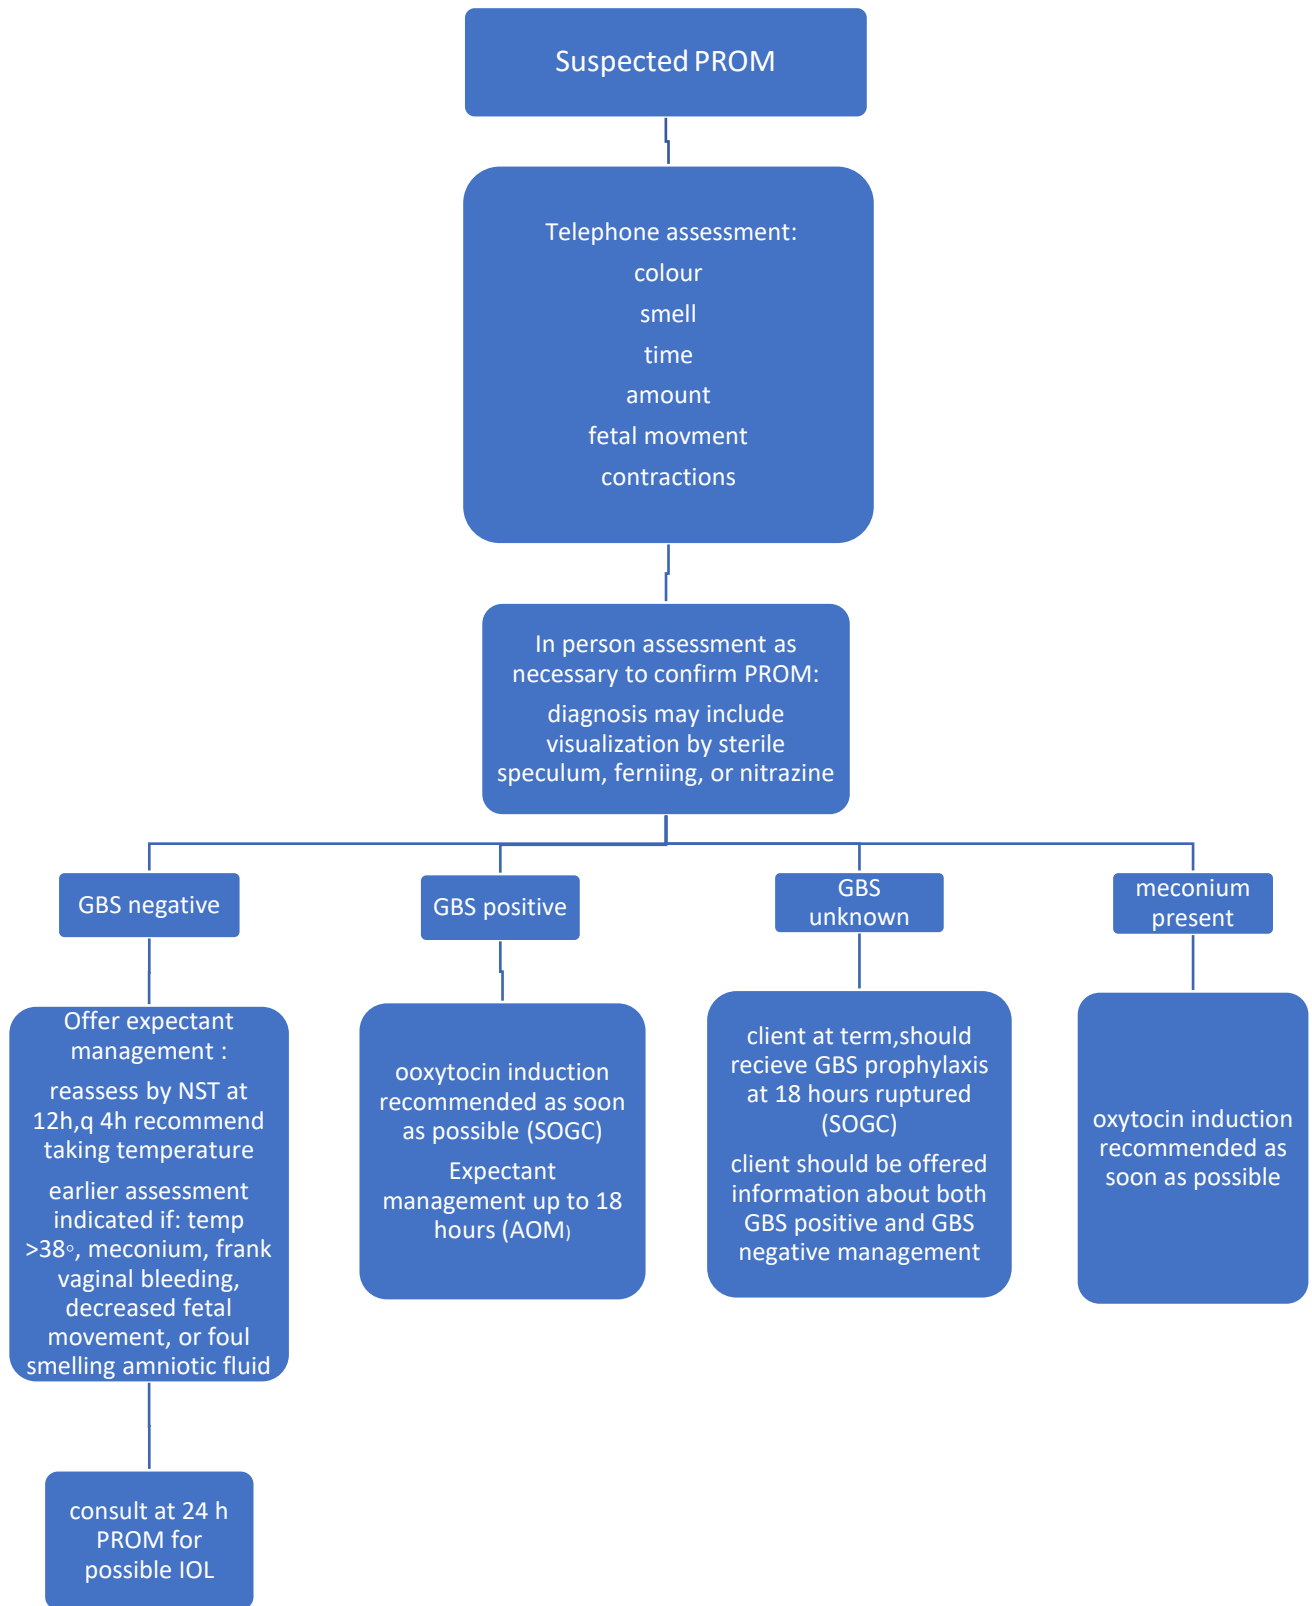 Suspected PROM
Telephone assessment:
colour
smell
time
amount
fetal movment
contractions
In person assessment as
necessary to confirm PROM:
diagnosis may include
visualization by sterile
speculum, ferniing, or nitrazine
GBS negative
GBS positive
GBS
unknown
meconium
present
Offer expectant
management :
reassess by NST at
12h,q 4h recommend
taking temperature
earlier assessment
indicated if: temp
>38◦, meconium, frank
vaginal bleeding,
decreased fetal
movement, or foul
smelling amniotic fluid
ooxytocin induction
recommended as soon
as possible (SOGC)
Expectant
management up to 18
hours (AOM)
client at term,should
recieve GBS prophylaxis
at 18 hours ruptured
(SOGC)
client should be offered
information about both
GBS positive and GBS
negative management
oxytocin induction
recommended as
soon as possible
consult at 24 h
PROM for
possible IOL